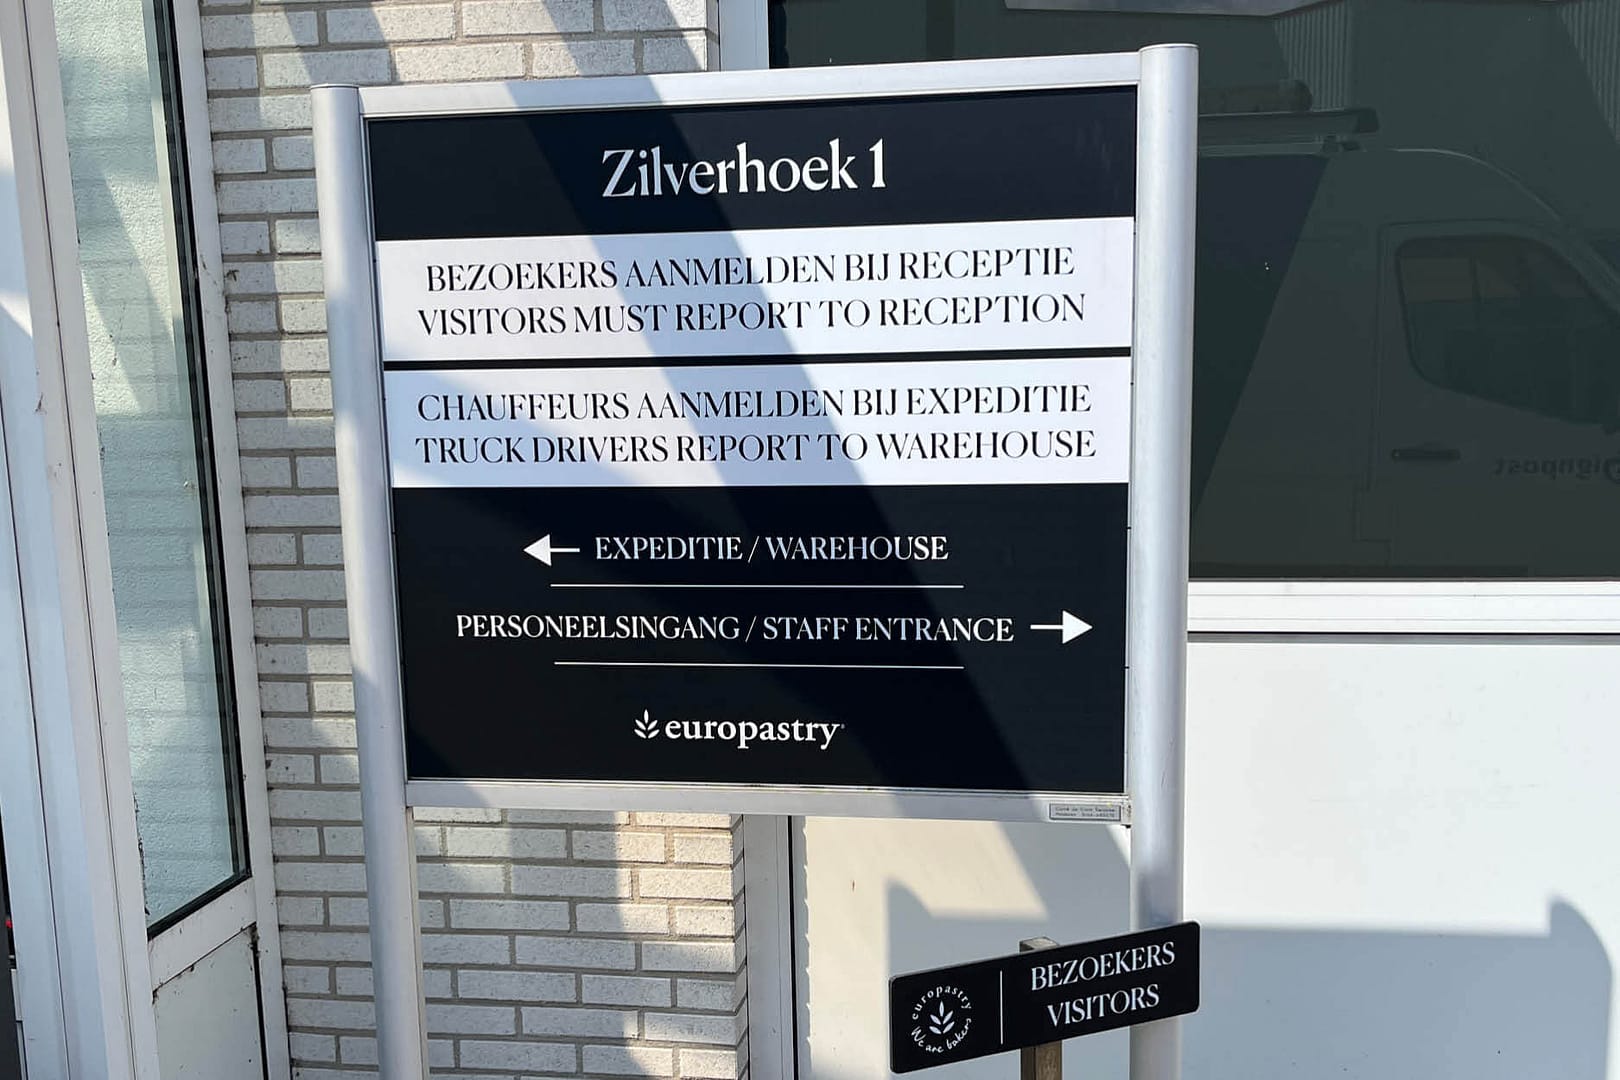 Zilverhoek 1
BEZOEKERS AANMELDEN BIJ RECEPTIE
VISITORS MUST REPORT TO RECEPTION
CHAUFFEURS AANMELDEN BIJ EXPEDITIE
TRUCK DRIVERS REPORT TO WAREHOUSE
EXPEDITIE / WAREHOUSE
PERSONEELSINGANG / STAFF ENTRANCE
europastry
europastry
We are bakers
BEZOEKERS
VISITORS